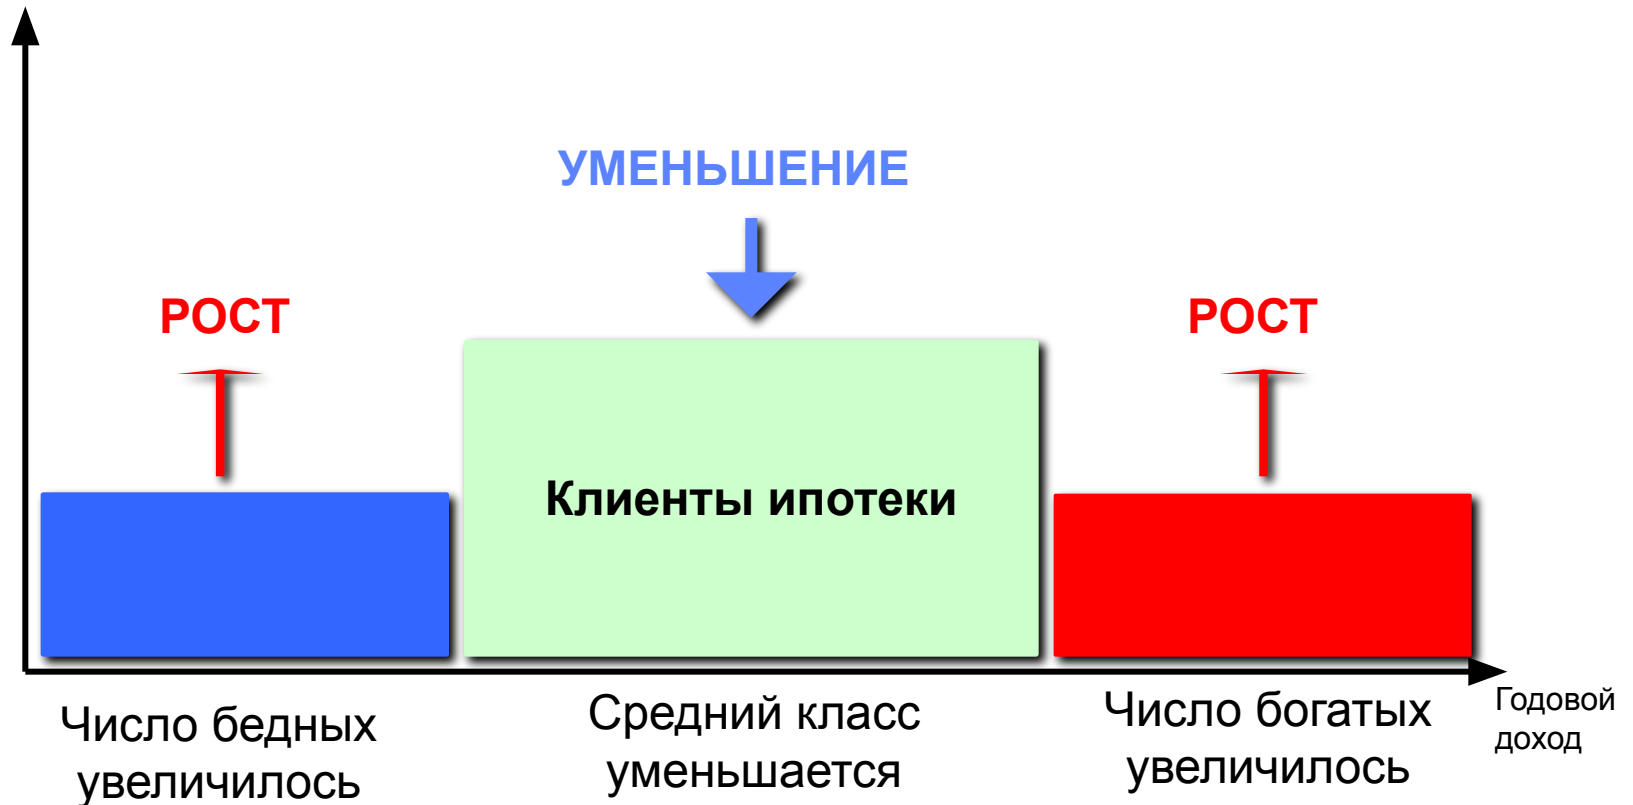 УМЕНЬШЕНИЕ
РОСТ
РОСТ
Клиенты ипотеки
Число бедных
увеличилось
Средний класс
уменьшается
Число богатых
увеличилось
Годовой
доход